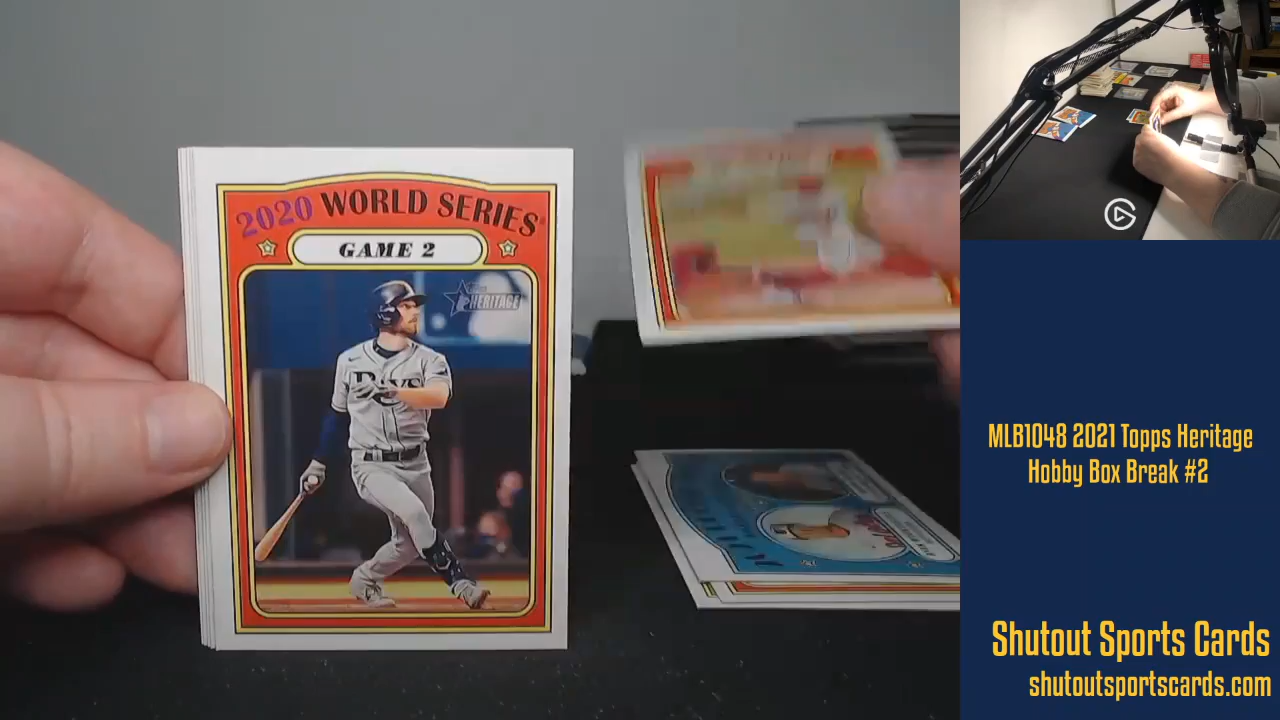 2020 WORLD SERIES
GAME 2
Topps
HERITAGE
Rays
MLB1048 2021 Topps Heritage
Hobby Box Break #2
Shutout Sports Cards
shutoutsportscards.com